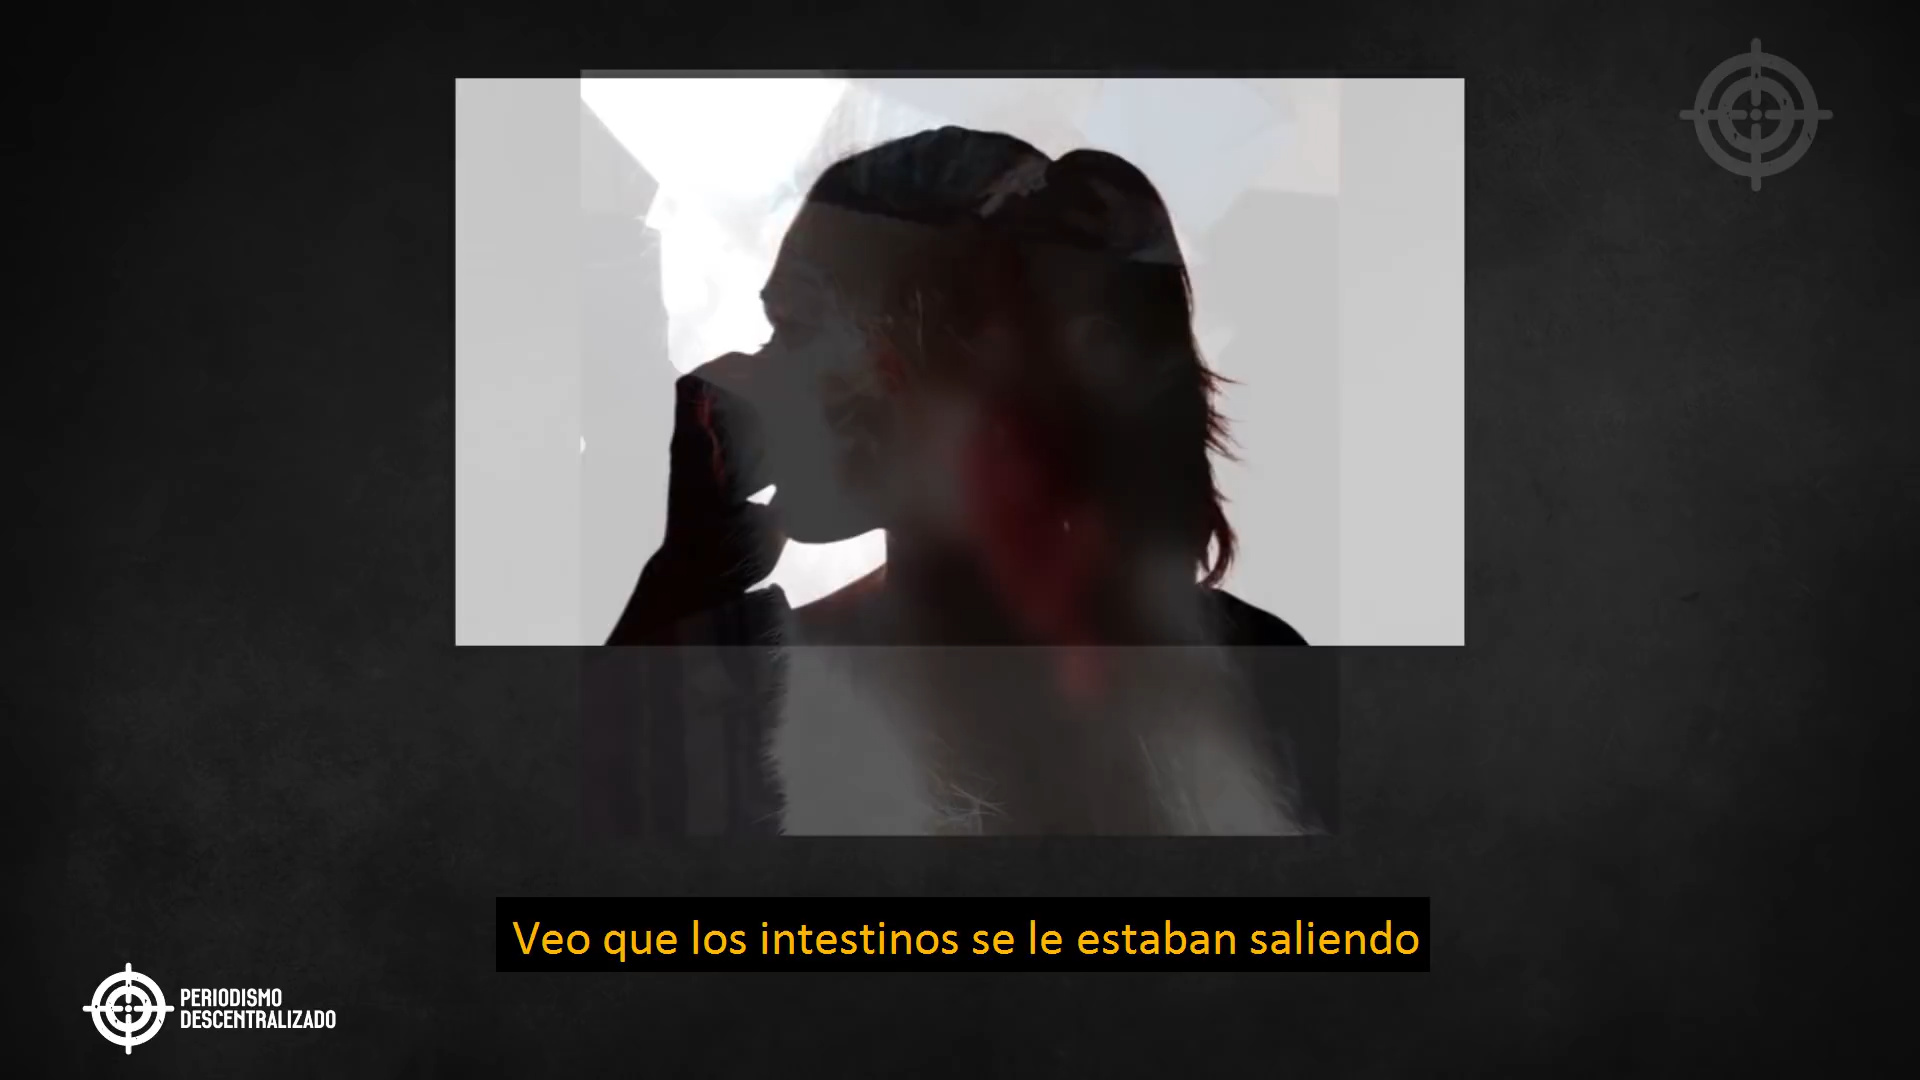 Veo que los intestinos se le estaban saliendo
PERIODISMO
DESCENTRALIZADO